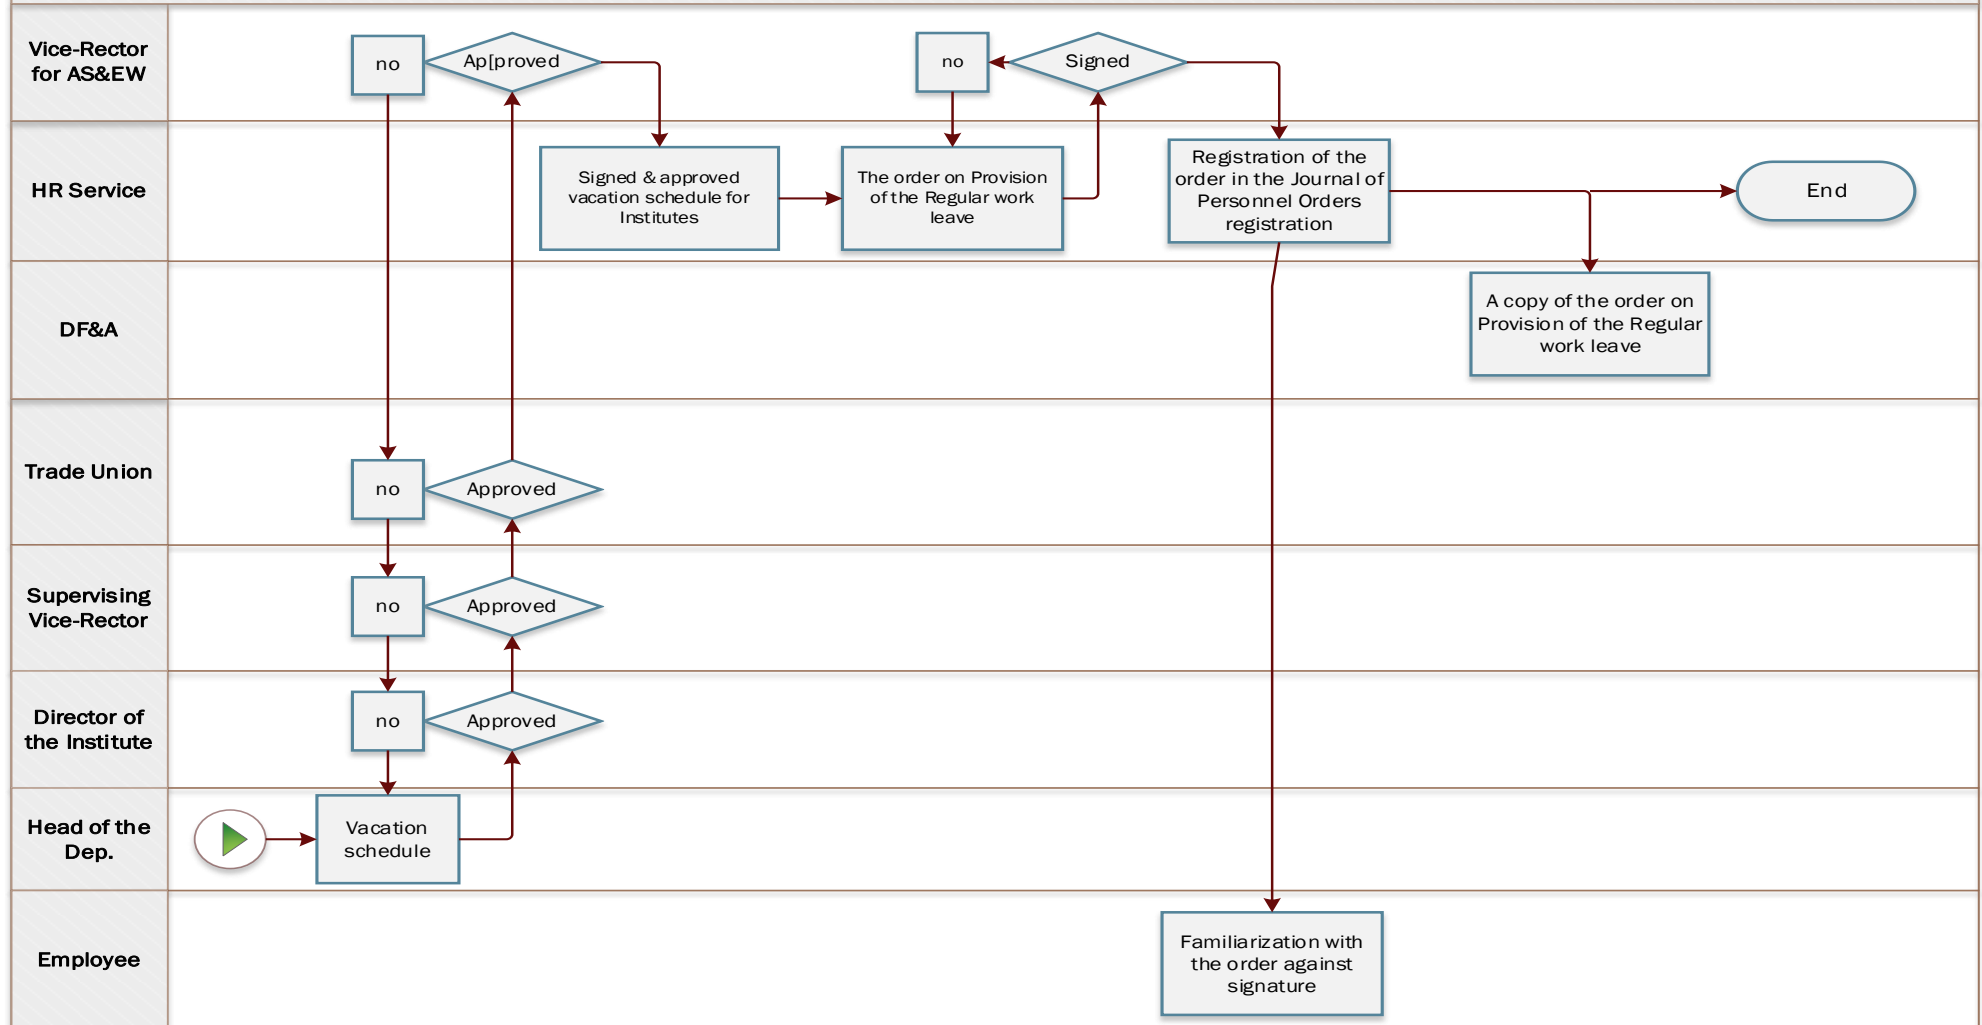 Vice-Rector
for AS&EW
no
Ap[proved
no
Signed
HR Service
Signed & approved
vacation schedule for
Institutes
The order on Provision
of the Regular work
leave
Registration of the
order in the Journal of
Personnel Orders
registration
End
DF&A
A copy of the order on
Provision of the Regular
work leave
Trade Union
no
Approved
Supervising
Vice-Rector
no
Approved
Director of
the Institute
no
Approved
Head of the
Dep.
Vacation
schedule
Employee
Familiarization with
the order against
signature